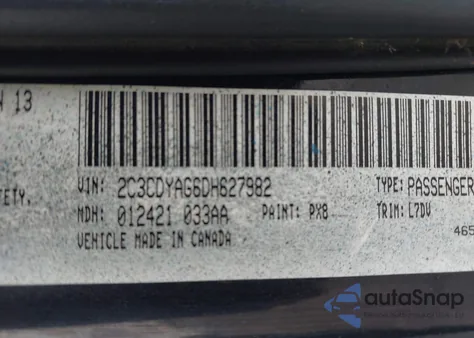 N 13
VIN: 2C3CDYAG6DH627982 TYPE: PASSENGER
ETY. MDH: 012421 033AA PAINT: PX8 TRIM: L7DV
VEHICLE MADE IN CANADA 465
autoSnap